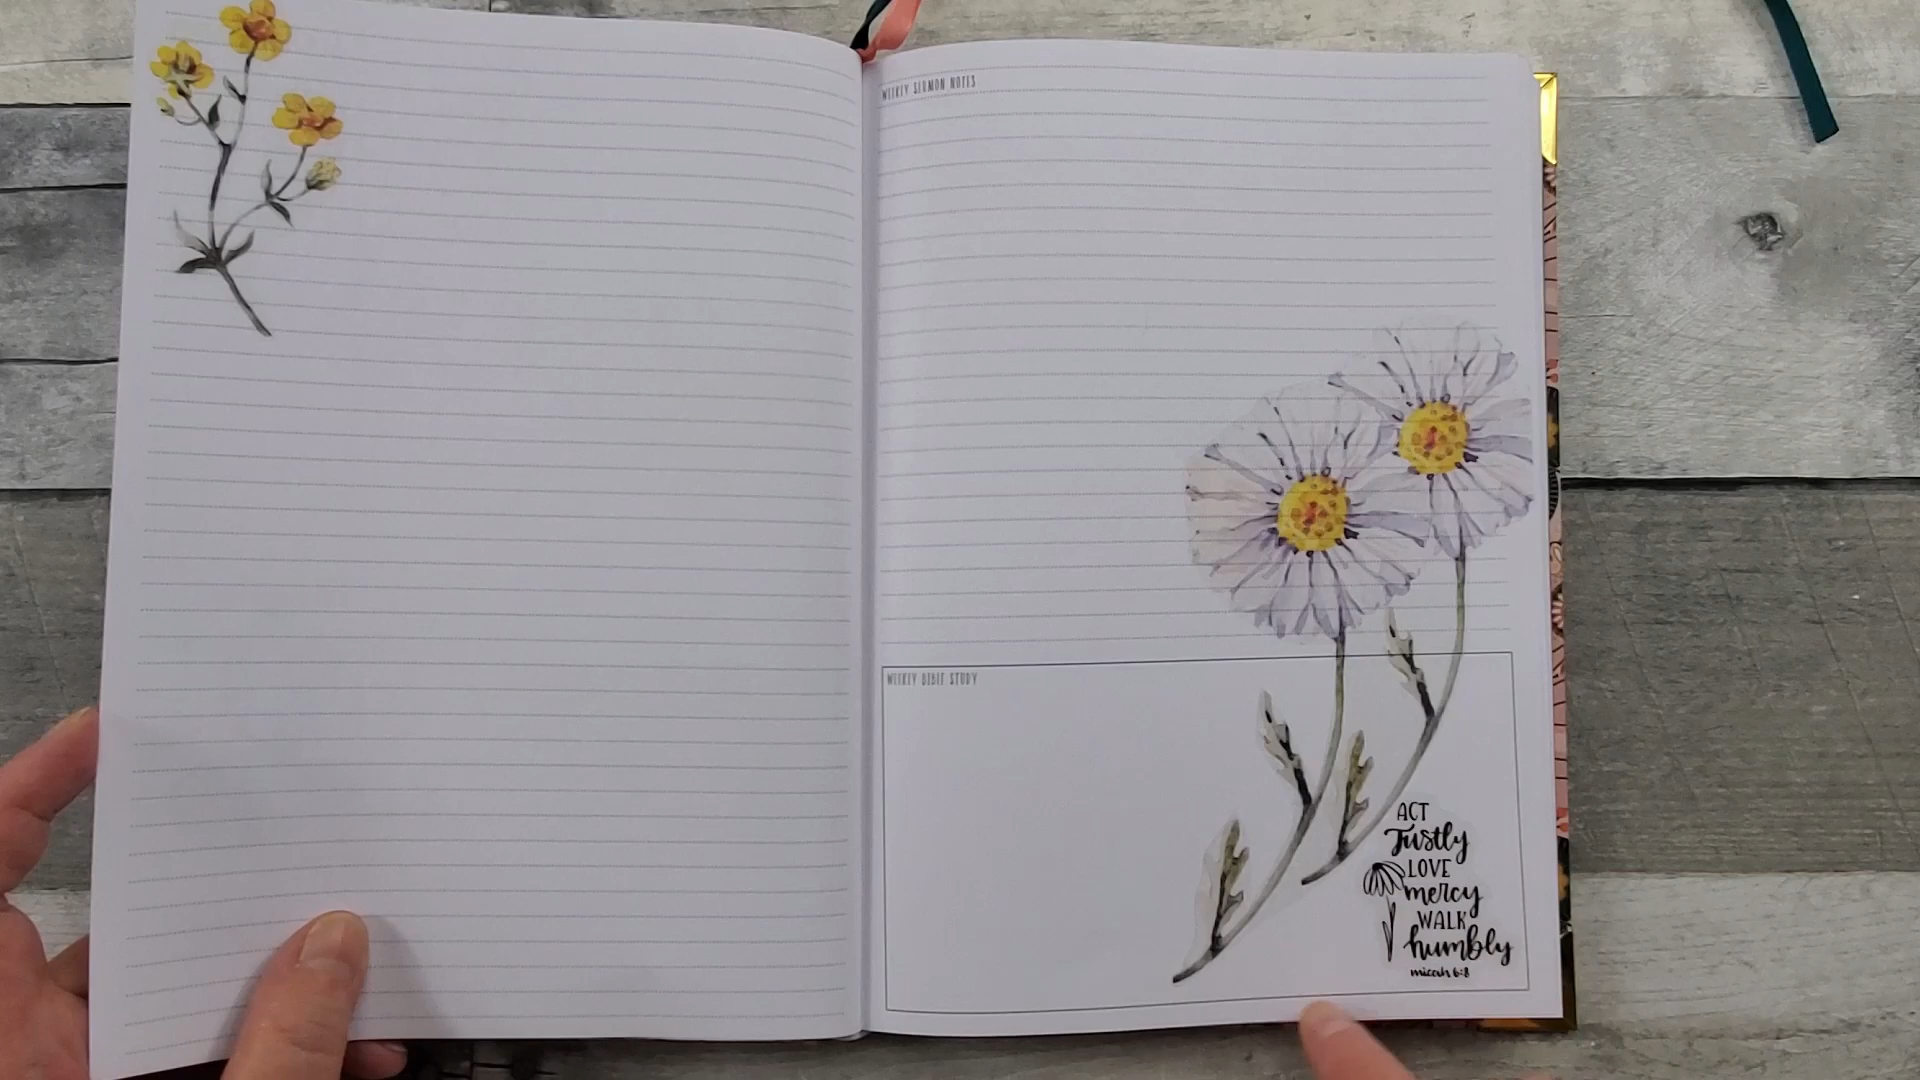 WEEKLY SERMON NOTES
WEEKLY BIBLE STUDY
ACT
Justly
LOVE
mercy
WALK
humbly
micah 6:8